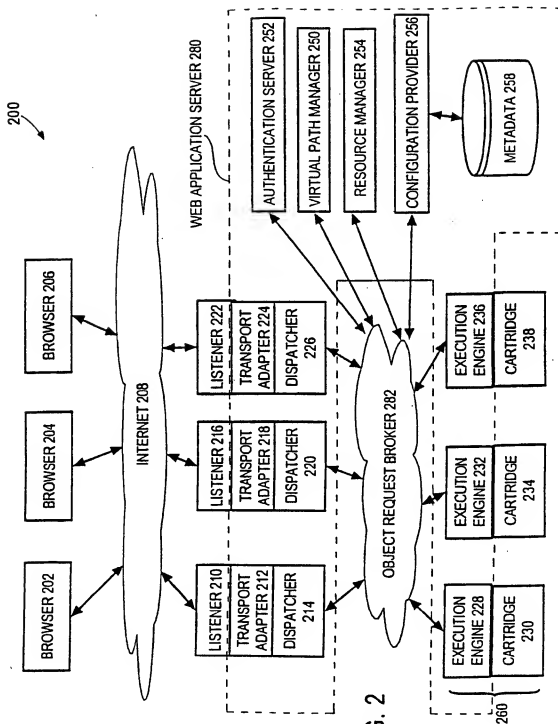 200
BROWSER 202
BROWSER 204
BROWSER 206
INTERNET 208
WEB APPLICATION SERVER 280
LISTENER 210
TRANSPORT
ADAPTER 212
DISPATCHER
214
LISTENER 216
TRANSPORT
ADAPTER 218
DISPATCHER
220
LISTENER 222
TRANSPORT
ADAPTER 224
DISPATCHER
226
AUTHENTICATION SERVER 252
VIRTUAL PATH MANAGER 250
RESOURCE MANAGER 254
CONFIGURATION PROVIDER 256
METADATA 258
OBJECT REQUEST BROKER 282
EXECUTION
ENGINE 228
CARTRIDGE
230
EXECUTION
ENGINE 232
CARTRIDGE
234
EXECUTION
ENGINE 236
CARTRIDGE
238
260
. 2